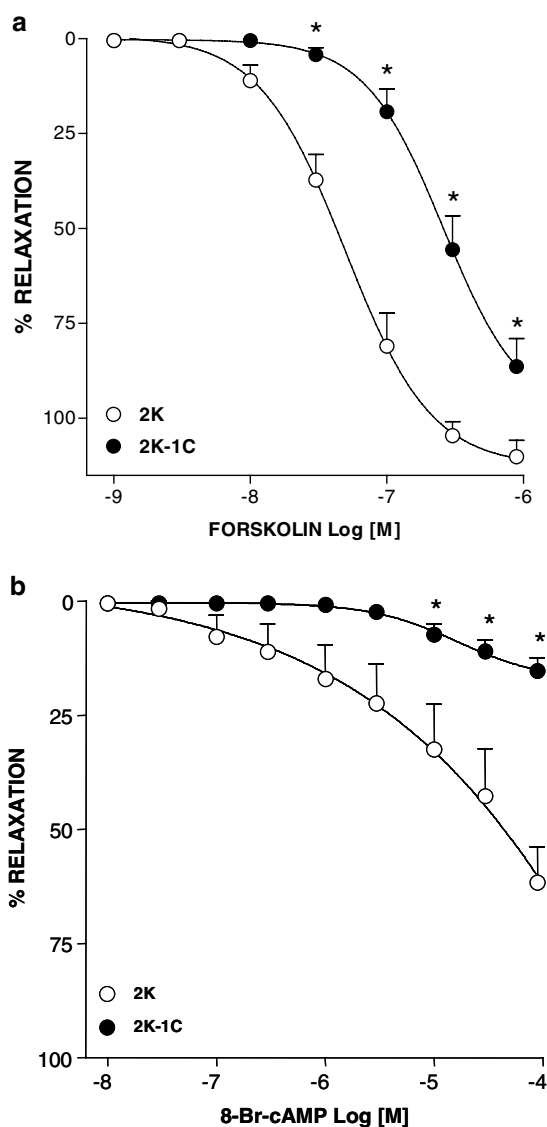 a
0
25
50
75
100
% RELAXATION
* * * *
2K
2K-1C
-9 -8 -7 -6
FORSKOLIN Log [M]
b
0
25
50
75
100
% RELAXATION
* * *
2K
2K-1C
-8 -7 -6 -5 -4
8-Br-cAMP Log [M]